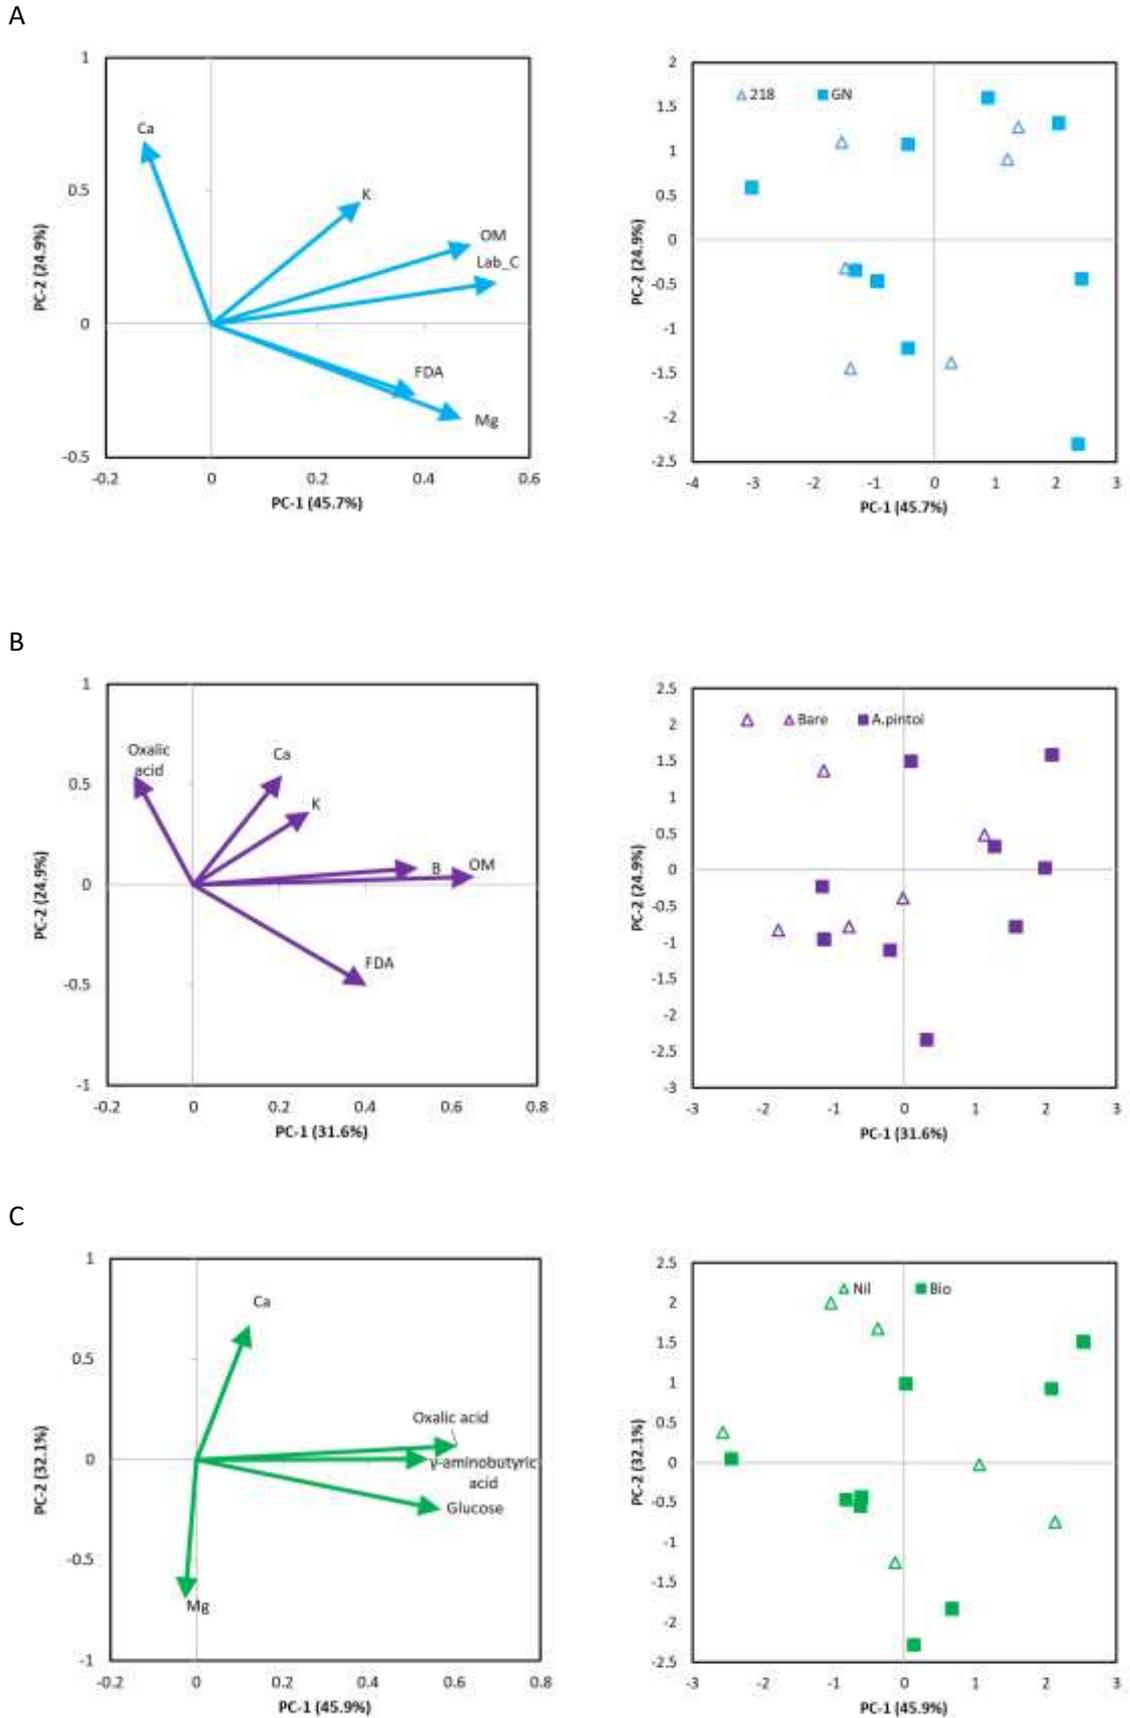 A
1
0.5
0
-0.5
-0.2
0
0.2
0.4
0.6
PC-2 (24.9%)
PC-1 (45.7%)
Ca
K
OM
Lab_C
FDA
Mg
2
1.5
1
0.5
0
-0.5
-1
-1.5
-2
-2.5
-4
-3
-2
-1
0
1
2
3
PC-2 (24.9%)
PC-1 (45.7%)
218 GN
B
1
0.5
0
-0.5
-1
-0.2
0
0.2
0.4
0.6
0.8
PC-2 (24.9%)
PC-1 (31.6%)
Oxalic
acid
Ca
K
B
OM
FDA
2.5
2
1.5
1
0.5
0
-0.5
-1
-1.5
-2
-2.5
-3
-3
-2
-1
0
1
2
3
PC-2 (24.9%)
PC-1 (31.6%)
Bare A.pintoi
C
1
0.5
0
-0.5
-1
-0.2
0
0.2
0.4
0.6
0.8
PC-2 (32.1%)
PC-1 (45.9%)
Ca
Oxalic acid
γ-aminobutyric
acid
Glucose
Mg
2.5
2
1.5
1
0.5
0
-0.5
-1
-1.5
-2
-2.5
-3
-2
-1
0
1
2
3
PC-2 (32.1%)
PC-1 (45.9%)
Nil Bio